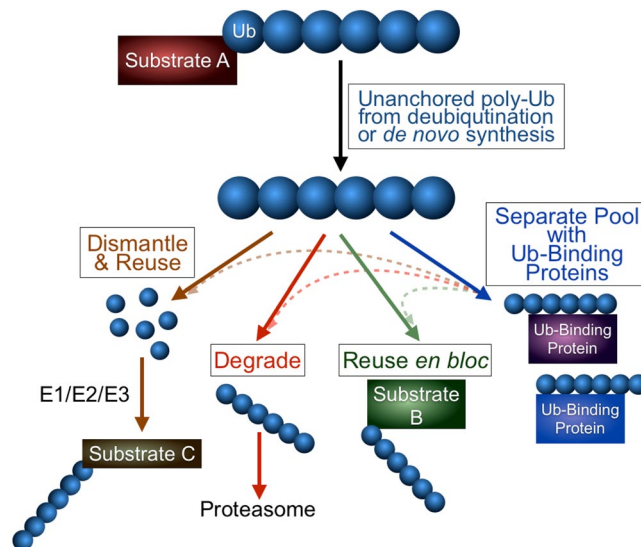 Ub
Substrate A
Unanchored poly-Ub
from deubiqutination
or de novo synthesis
Dismantle
& Reuse
Separate Pool
with
Ub-Binding
Proteins
Ub-Binding
Protein
Degrade
Reuse en bloc
E1/E2/E3
Substrate
B
Ub-Binding
Protein
Substrate C
Proteasome